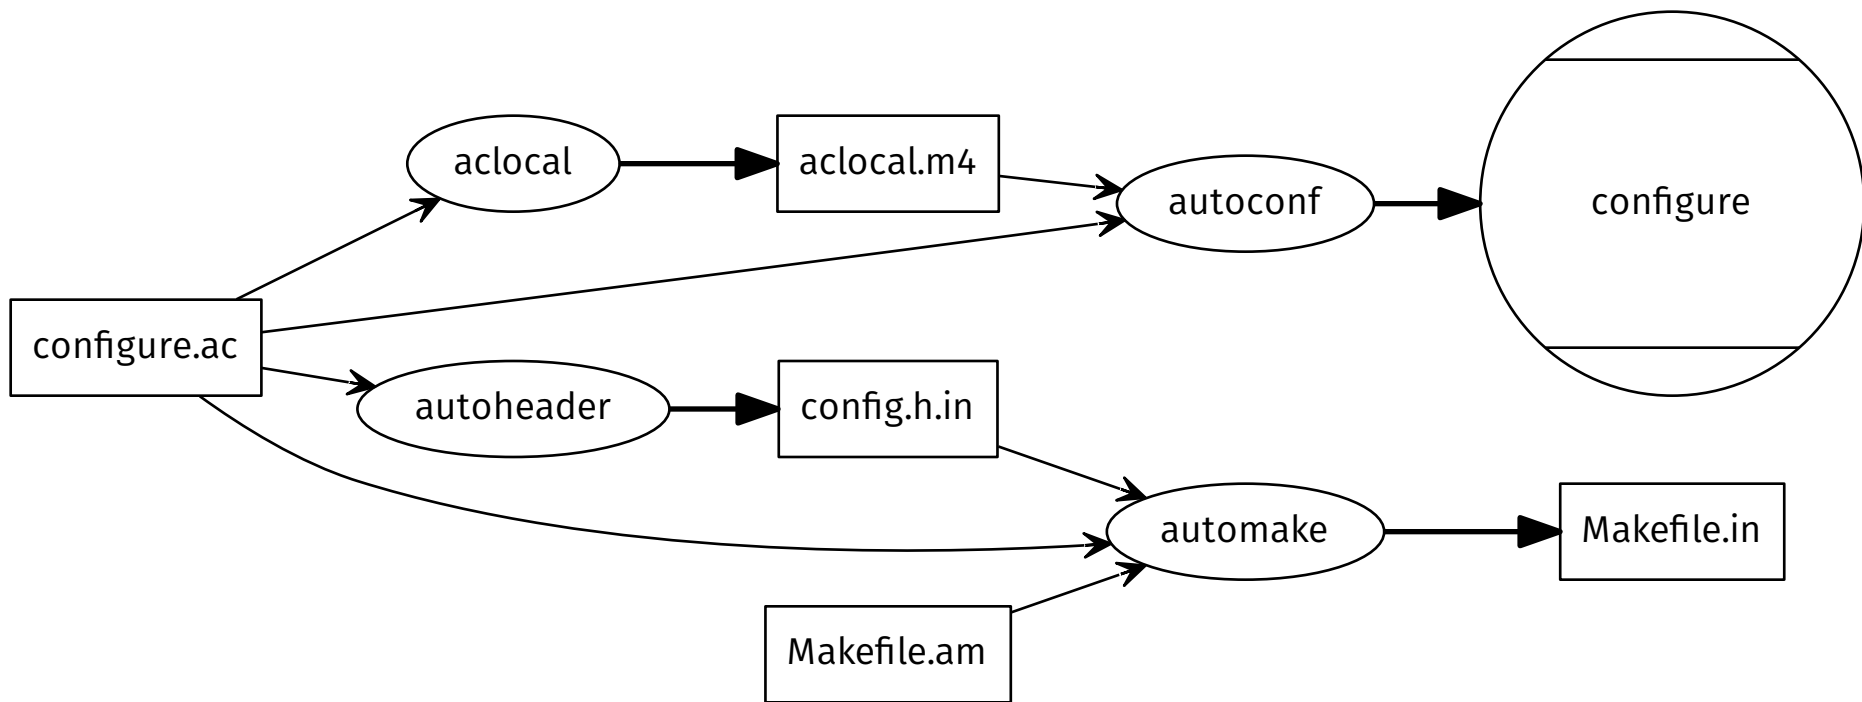 aclocal
aclocal.m4
autoconf
configure
configure.ac
autoheader
config.h.in
automake
Makefile.in
Makefile.am